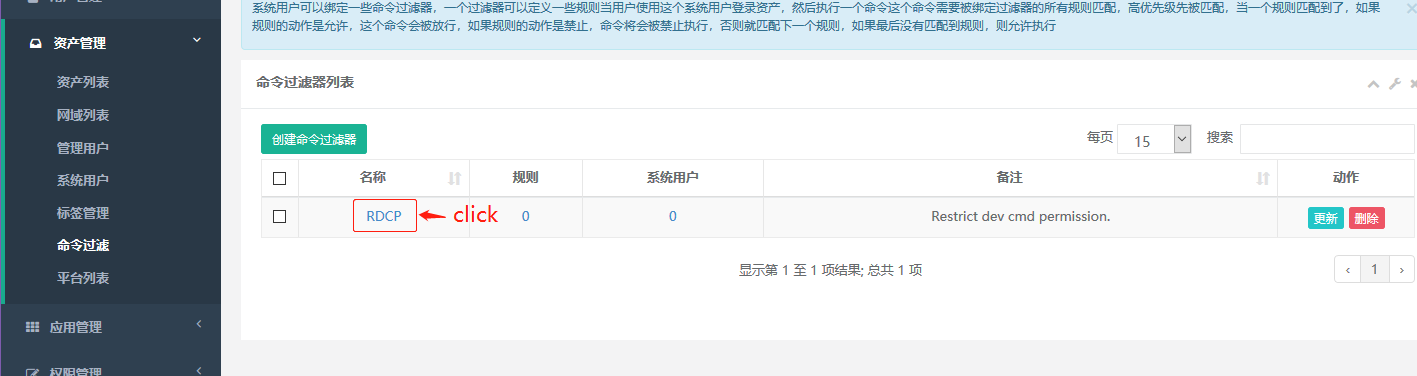 系统用户可以绑定一些命令过滤器，一个过滤器可以定义一些规则当用户使用这个系统用户登录资产，然后执行一个命令这个命令需要被绑定过滤器的所有规则匹配，高优先级先被匹配，当一个规则匹配到了，如果
规则的动作是允许，这个命令会被放行，如果规则的动作是禁止，命令将会被禁止执行，否则就匹配下一个规则，如果最后没有匹配到规则，则允许执行
资产管理
资产列表
网域列表
管理用户
系统用户
标签管理
命令过滤
平台列表
应用管理
权限管理
命令过滤器列表
创建命令过滤器
每页 15 搜索
名称 规则 系统用户 备注 动作
RDCP click 0 0 Restrict dev cmd permission. 更新 删除
显示第 1 至 1 项结果; 总共 1 项
‹ 1 ›